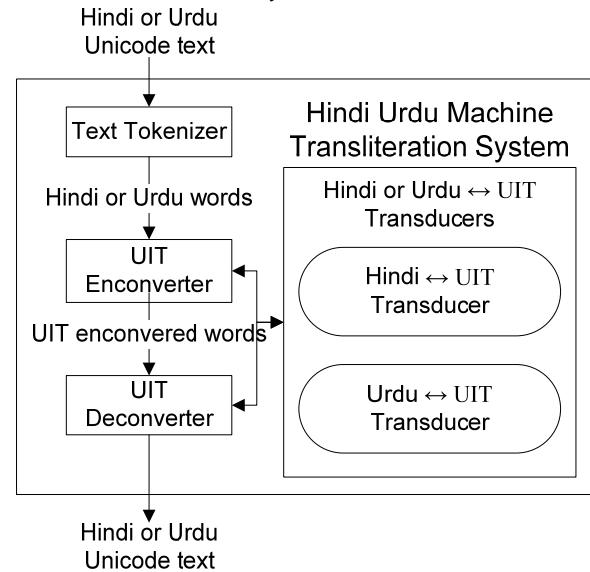 Hindi or Urdu
Unicode text
Text Tokenizer
Hindi or Urdu words
UIT
Enconverter
UIT enconvered words
UIT
Deconverter
Hindi or Urdu
Unicode text
Hindi Urdu Machine
Transliteration System
Hindi or Urdu ↔ UIT
Transducers
Hindi ↔ UIT
Transducer
Urdu ↔ UIT
Transducer